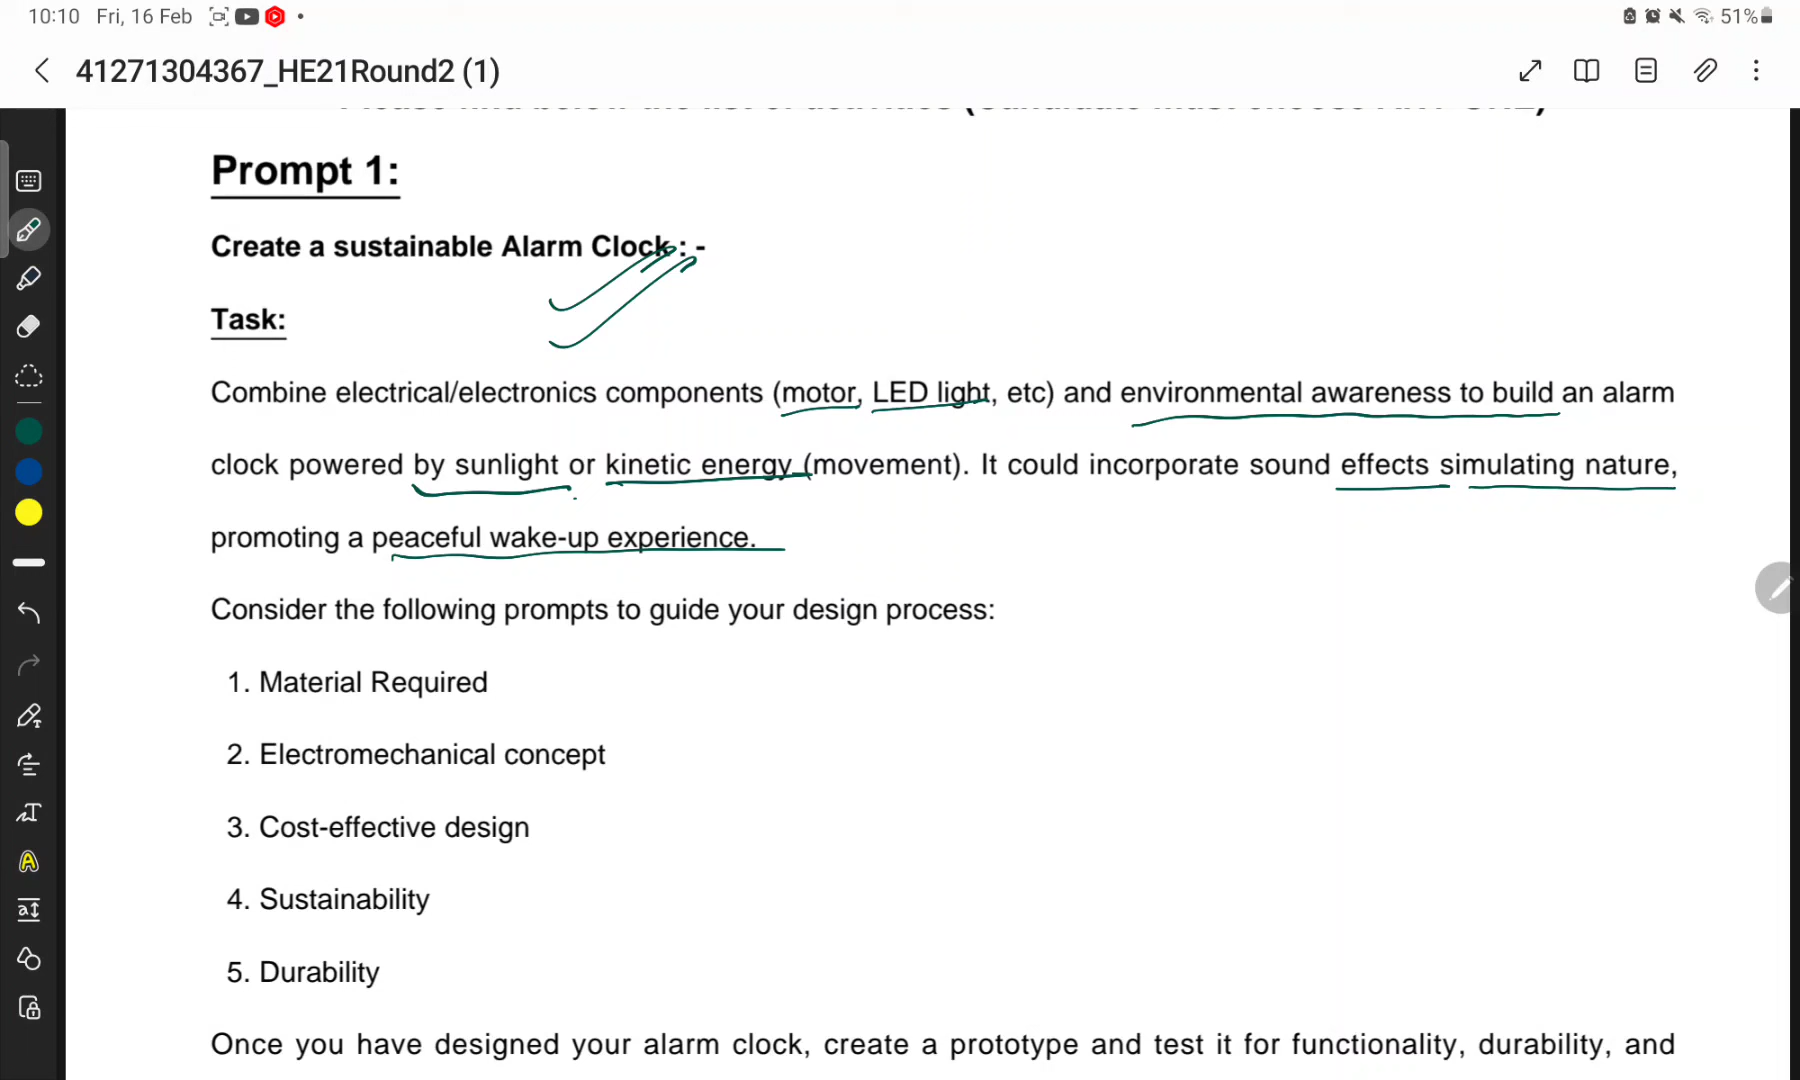 10:10 Fri, 16 Feb
51%
41271304367_HE21Round2 (1)
Prompt 1:
Create a sustainable Alarm Clock : -
Task:
Combine electrical/electronics components (motor, LED light, etc) and environmental awareness to build an alarm
clock powered by sunlight or kinetic energy (movement). It could incorporate sound effects simulating nature,
promoting a peaceful wake-up experience.
Consider the following prompts to guide your design process:
1. Material Required
2. Electromechanical concept
3. Cost-effective design
4. Sustainability
5. Durability
Once you have designed your alarm clock, create a prototype and test it for functionality, durability, and